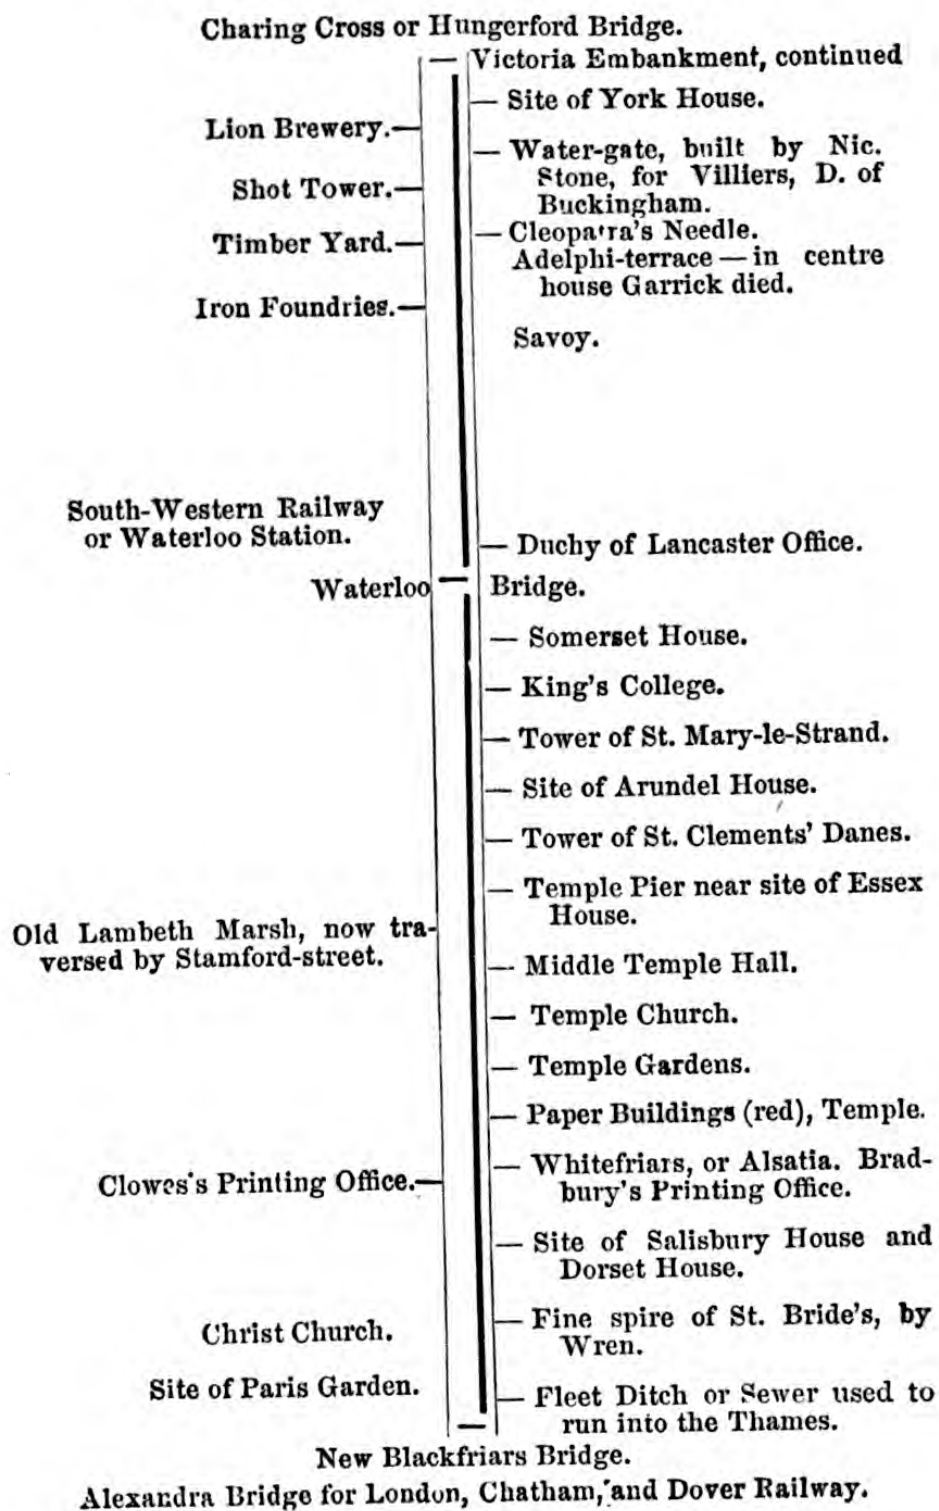 Charing Cross or Hungerford Bridge.
Victoria Embankment, continued
— Site of York House.
Lion Brewery.—
— Water-gate, built by Nic.
Stone, for Villiers, D. of
Buckingham.
Shot Tower.—
— Cleopatra's Needle.
Timber Yard.—
Adelphi-terrace — in centre
house Garrick died.
Iron Foundries.—
Savoy.
South-Western Railway
or Waterloo Station.
— Duchy of Lancaster Office.
Waterloo — Bridge.
— Somerset House.
— King's College.
— Tower of St. Mary-le-Strand.
— Site of Arundel House.
— Tower of St. Clements' Danes.
— Temple Pier near site of Essex
House.
Old Lambeth Marsh, now tra-
versed by Stamford-street.
— Middle Temple Hall.
— Temple Church.
— Temple Gardens.
— Paper Buildings (red), Temple.
— Whitefriars, or Alsatia. Brad-
bury's Printing Office.
Clowes's Printing Office.—
— Site of Salisbury House and
Dorset House.
— Fine spire of St. Bride's, by
Wren.
Christ Church.
Site of Paris Garden.
— Fleet Ditch or Sewer used to
run into the Thames.
New Blackfriars Bridge.
Alexandra Bridge for London, Chatham, and Dover Railway.